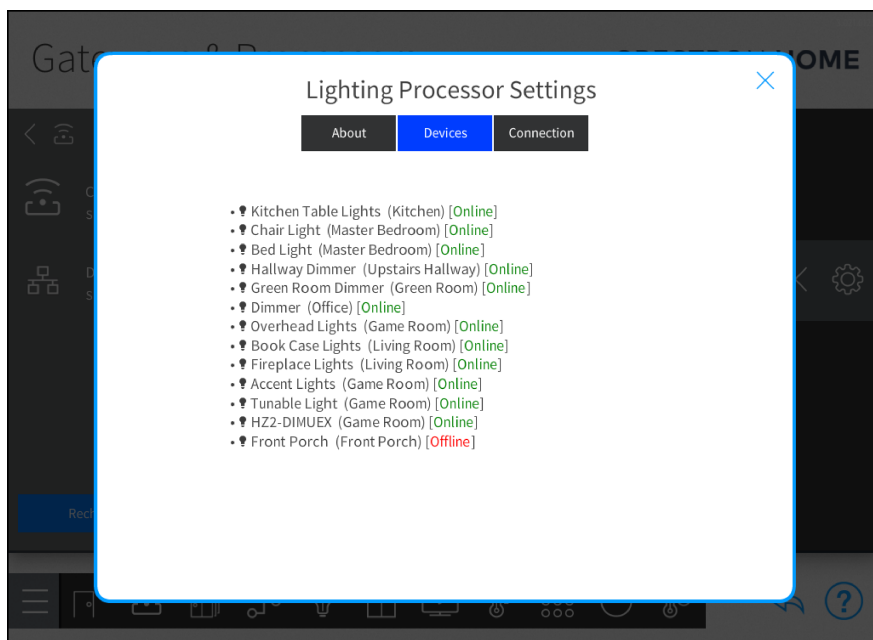 Lighting Processor Settings
About
Devices
Connection
• Kitchen Table Lights (Kitchen) [Online]
• Chair Light (Master Bedroom) [Online]
• Bed Light (Master Bedroom) [Online]
• Hallway Dimmer (Upstairs Hallway) [Online]
• Green Room Dimmer (Green Room) [Online]
• Dimmer (Office) [Online]
• Overhead Lights (Game Room) [Online]
• Book Case Lights (Living Room) [Online]
• Fireplace Lights (Living Room) [Online]
• Accent Lights (Game Room) [Online]
• Tunable Light (Game Room) [Online]
• HZ2-DIMUEX (Game Room) [Online]
• Front Porch (Front Porch) [Offline]
?